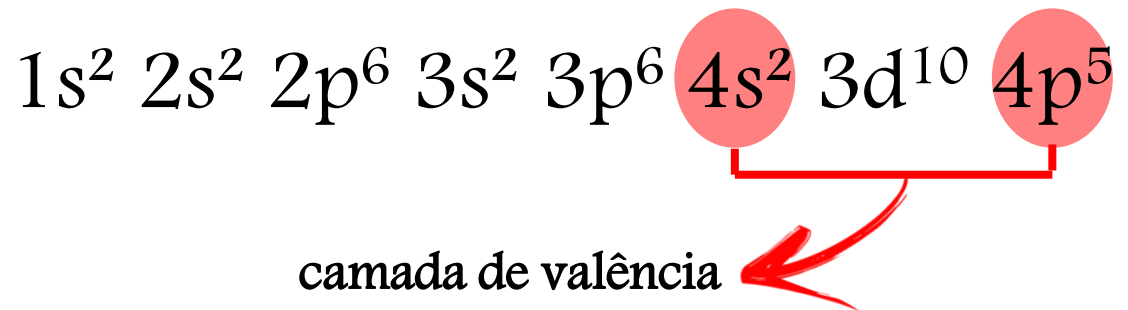 1s² 2s² 2p⁶ 3s² 3p⁶ 4s² 3d¹⁰ 4p⁵
camada de valência